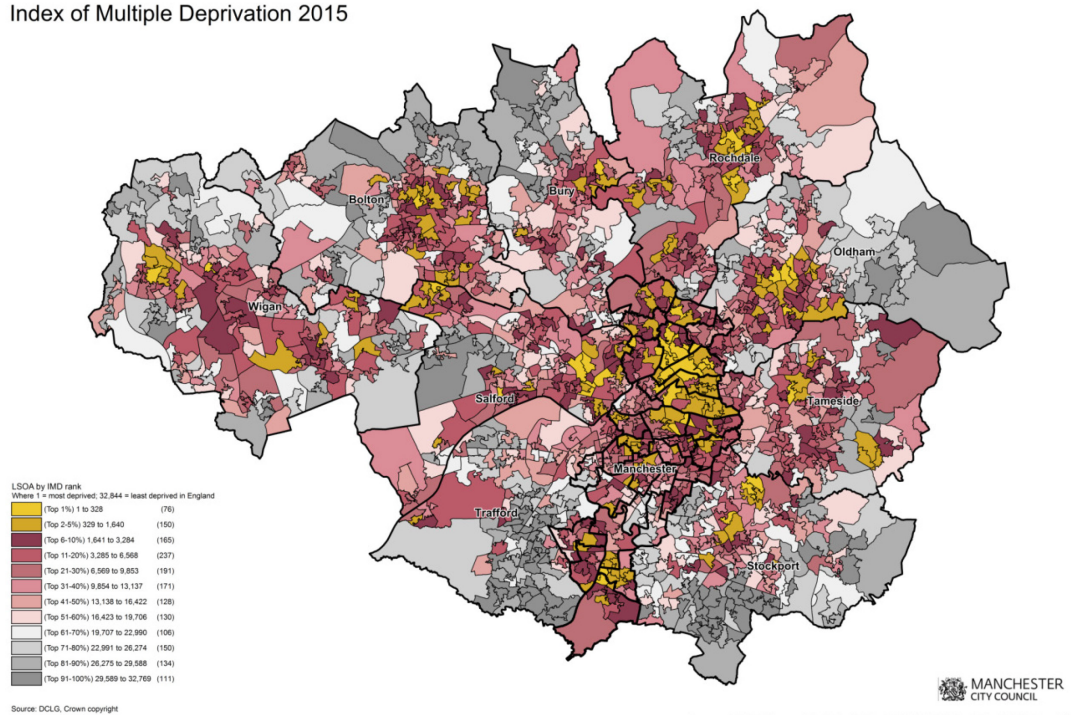 Index of Multiple Deprivation 2015
Rochdale
Bury
Bolton
Oldham
Wigan
Salford
Tameside
Manchester
Trafford
Stockport
LSOA by IMD rank
Where 1 = most deprived; 32,844 = least deprived in England
(Top 1%) 1 to 328 (76)
(Top 2-5%) 329 to 1,640 (150)
(Top 6-10%) 1,641 to 3,284 (165)
(Top 11-20%) 3,285 to 6,568 (237)
(Top 21-30%) 6,569 to 9,853 (191)
(Top 31-40%) 9,854 to 13,137 (171)
(Top 41-50%) 13,138 to 16,422 (128)
(Top 51-60%) 16,423 to 19,706 (130)
(Top 61-70%) 19,707 to 22,990 (106)
(Top 71-80%) 22,991 to 26,274 (150)
(Top 81-90%) 26,275 to 29,588 (134)
(Top 91-100%) 29,589 to 32,769 (111)
Source: DCLG, Crown copyright
MANCHESTER
CITY COUNCIL